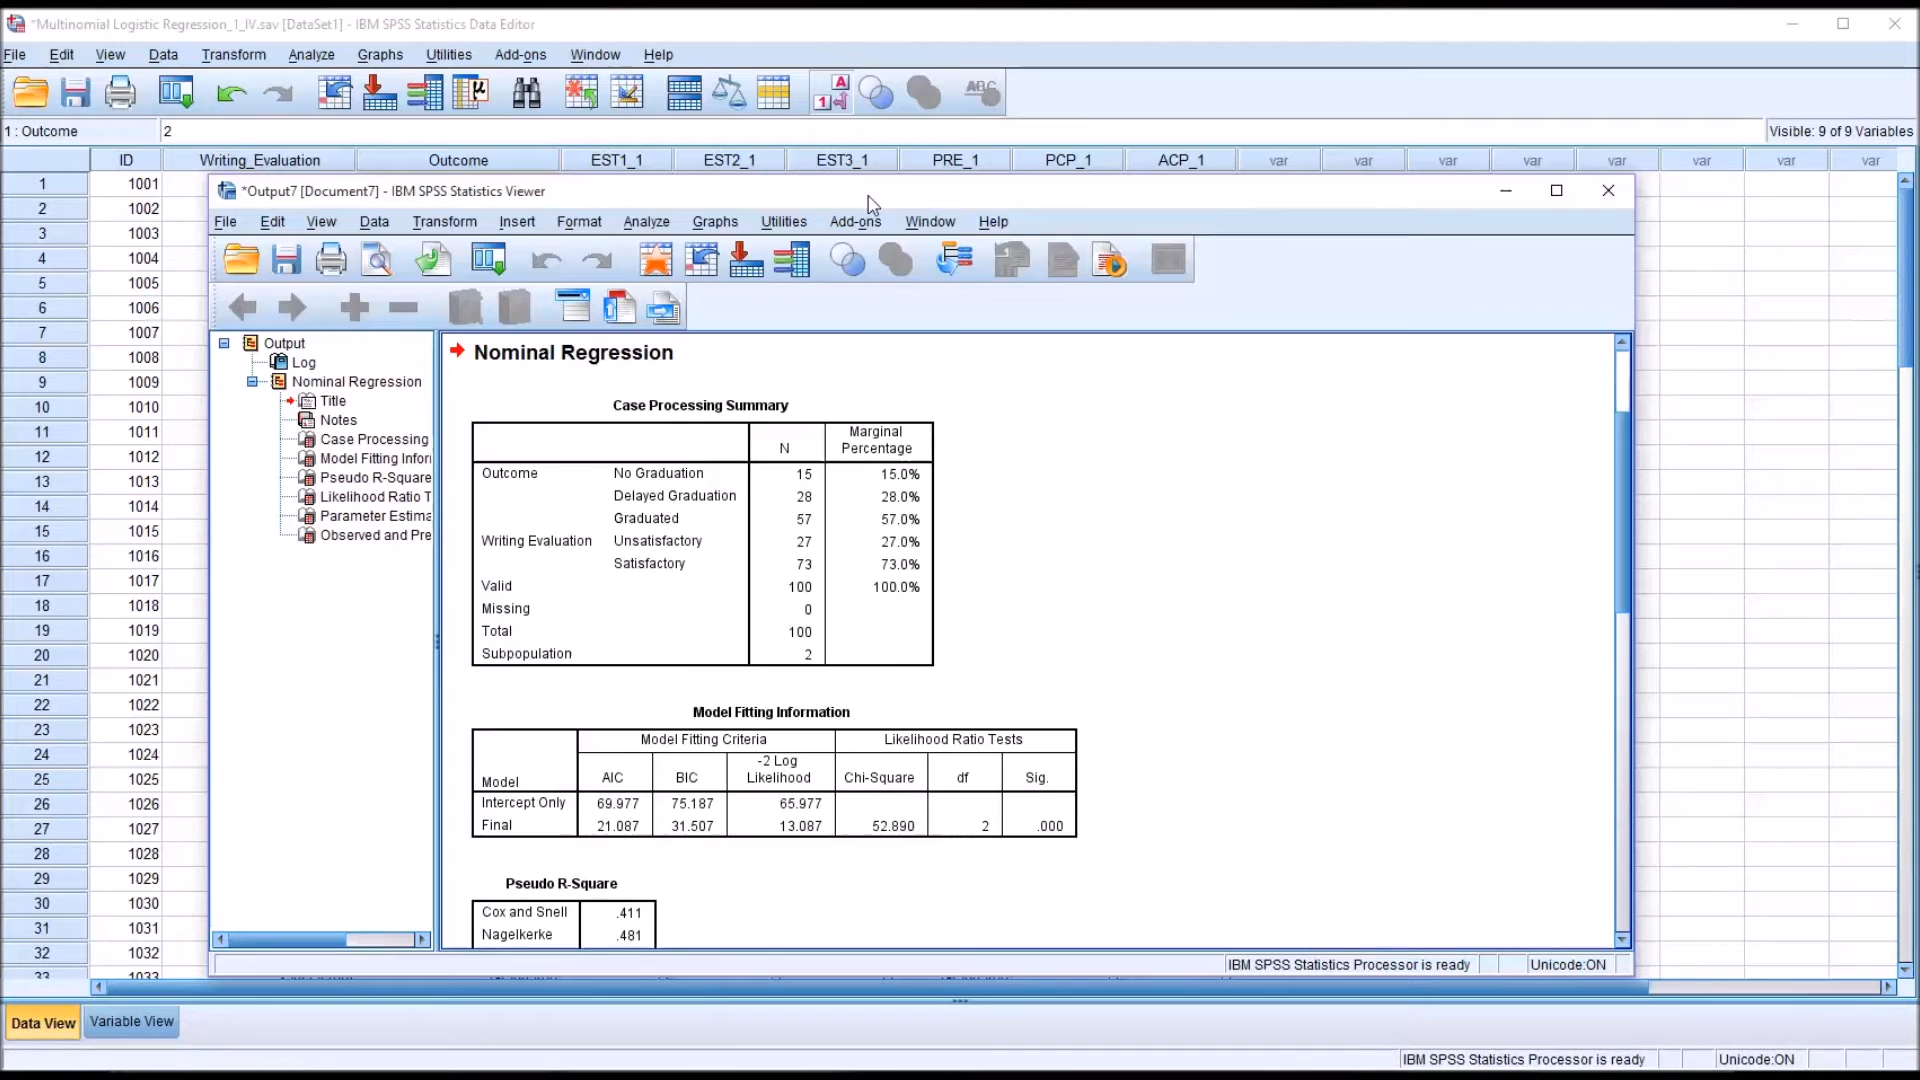 *Multinomial Logistic Regression_1_IV.sav [DataSet1] - IBM SPSS Statistics Data Editor
File Edit View Data Transform Analyze Graphs Utilities Add-ons Window Help
1 : Outcome 2 Visible: 9 of 9 Variables
ID Writing_Evaluation Outcome EST1_1 EST2_1 EST3_1 PRE_1 PCP_1 ACP_1 var var var var var var var var
1 1001
2 1002
3 1003
4 1004
5 1005
6 1006
7 1007
8 1008
9 1009
10 1010
11 1011
12 1012
13 1013
14 1014
15 1015
16 1016
17 1017
18 1018
19 1019
20 1020
21 1021
22 1022
23 1023
24 1024
25 1025
26 1026
27 1027
28 1028
29 1029
30 1030
31 1031
32 1032
33 1033
*Output7 [Document7] - IBM SPSS Statistics Viewer
File Edit View Data Transform Insert Format Analyze Graphs Utilities Add-ons Window Help
Output
Log
Nominal Regression
Title
Notes
Case Processing
Model Fitting Infor
Pseudo R-Square
Likelihood Ratio T
Parameter Estima
Observed and Pre
Nominal Regression
Case Processing Summary
N Marginal Percentage
Outcome No Graduation 15 15.0%
Delayed Graduation 28 28.0%
Graduated 57 57.0%
Writing Evaluation Unsatisfactory 27 27.0%
Satisfactory 73 73.0%
Valid 100 100.0%
Missing 0
Total 100
Subpopulation 2
Model Fitting Information
Model Fitting Criteria Likelihood Ratio Tests
Model AIC BIC -2 Log Likelihood Chi-Square df Sig.
Intercept Only 69.977 75.187 65.977
Final 21.087 31.507 13.087 52.890 2 .000
Pseudo R-Square
Cox and Snell .411
Nagelkerke .481
IBM SPSS Statistics Processor is ready Unicode:ON
Data View Variable View
IBM SPSS Statistics Processor is ready Unicode:ON